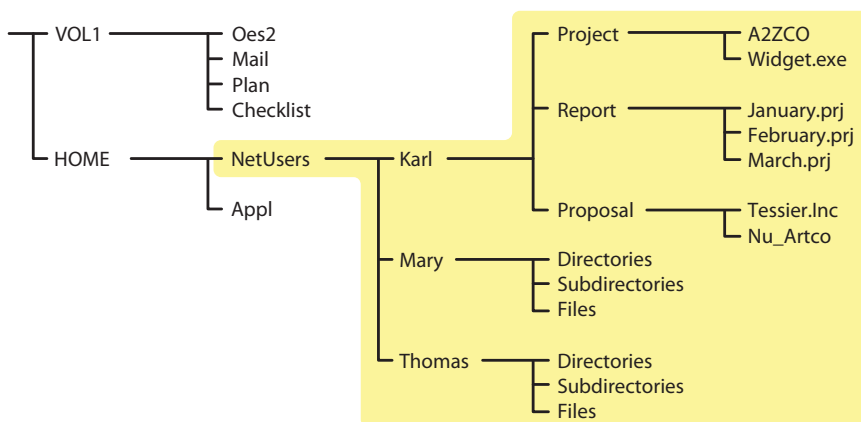 VOL1 Oes2 Project A2ZCO
Mail Widget.exe
Plan
Checklist Report January.prj
February.prj
HOME NetUsers Karl March.prj
Appl Proposal Tessier.Inc
Nu_Artco
Mary Directories
Subdirectories
Files
Thomas Directories
Subdirectories
Files